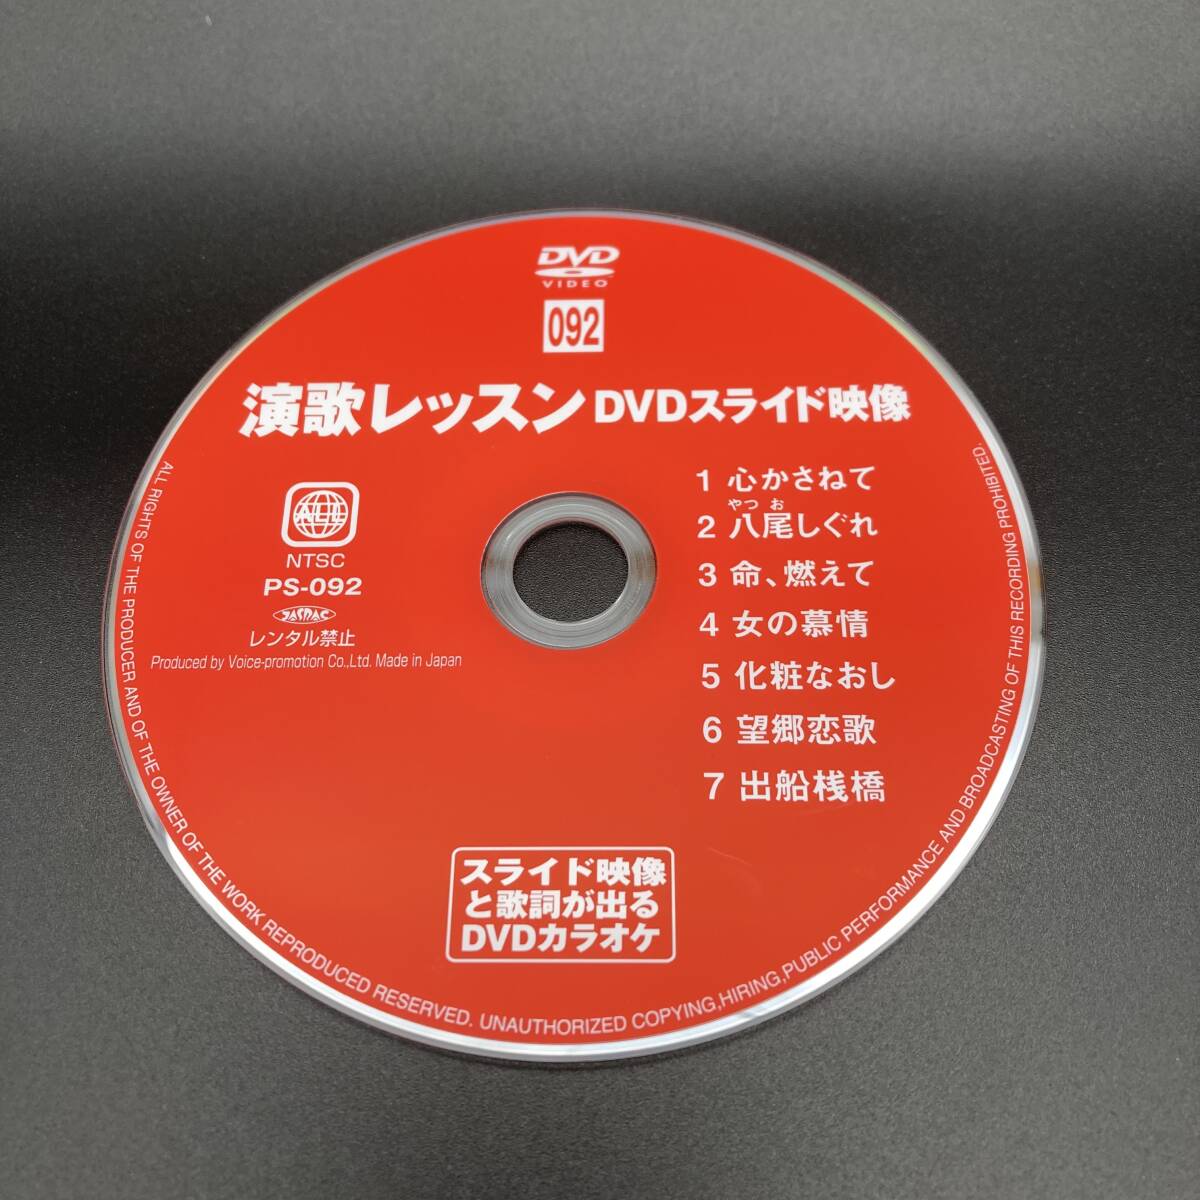 DVD
VIDEO
092
演歌レッスン DVDスライド映像
ALL
NTSC
PS-092
JASRAC
レンタル禁止
Produced by Voice-promotion Co.,Ltd. Made in Japan
1 心かさねて
やつ お
2 八尾しぐれ
3 命、燃えて
4 女の慕情
5 化粧なおし
6 望郷恋歌
7 出船桟橋
スライド映像
と歌詞が出る
DVDカラオケ
ALL RIGHTS OF THE PRODUCER AND OF THE OWNER OF THE WORK REPRODUCED RESERVED. UNAUTHORIZED COPYING,HIRING,PUBLIC PERFORMANCE AND BROADCASTING OF THIS RECORDING PROHIBITED.